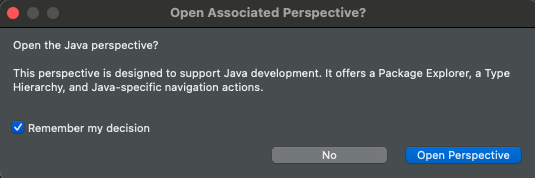 Open Associated Perspective?
Open the Java perspective?
This perspective is designed to support Java development. It offers a Package Explorer, a Type
Hierarchy, and Java-specific navigation actions.
Remember my decision
No
Open Perspective